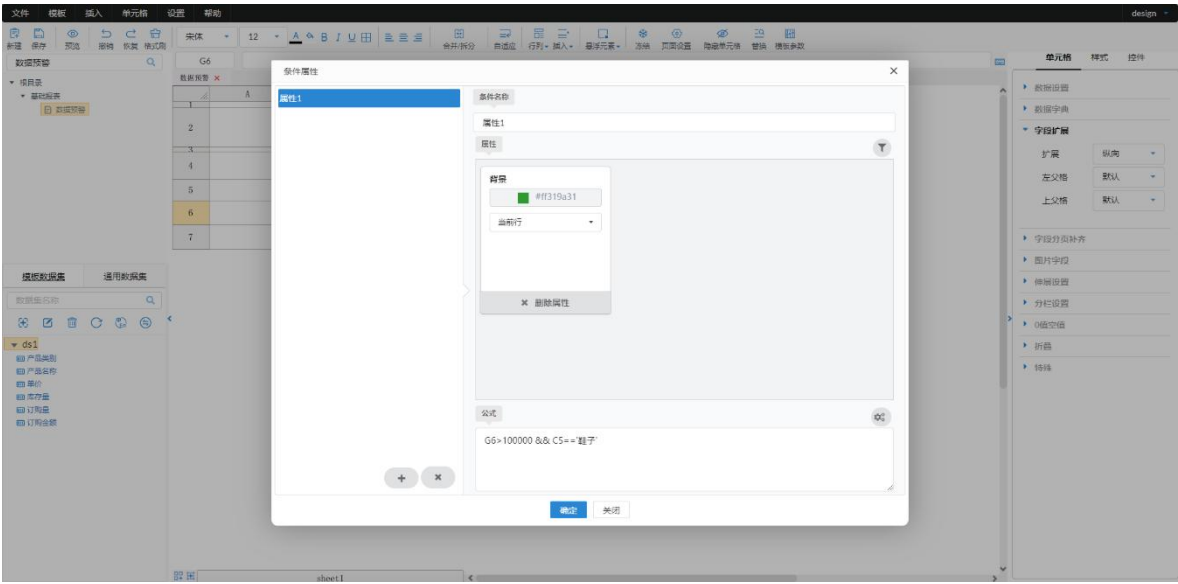 文件 模板 插入 单元格 设置 帮助 design
新建 保存 预览 撤销 恢复 格式刷 宋体 12 A B I U 合并/拆分 自适应 行列 插入 悬浮元素 冻结 页面设置 隐藏单元格 替换 模板参数
数据预警 G6 单元格 样式 控件
根目录
基础报表
数据预警
数据预警
A
1
2
3
4
5
6
7
条件属性
属性1
条件名称
属性1
属性
背景
#ff319a31
当前行
删除属性
公式
G6>100000 && C5=='鞋子'
确定 关闭
数据设置
数据字典
字段扩展
扩展 纵向
左父格 默认
上父格 默认
字段分页补齐
图片字段
伸展设置
分栏设置
0值空值
折叠
特殊
模板数据集 通用数据集
数据集名称
ds1
产品类别
产品名称
单价
库存量
订购量
订购金额
sheet1